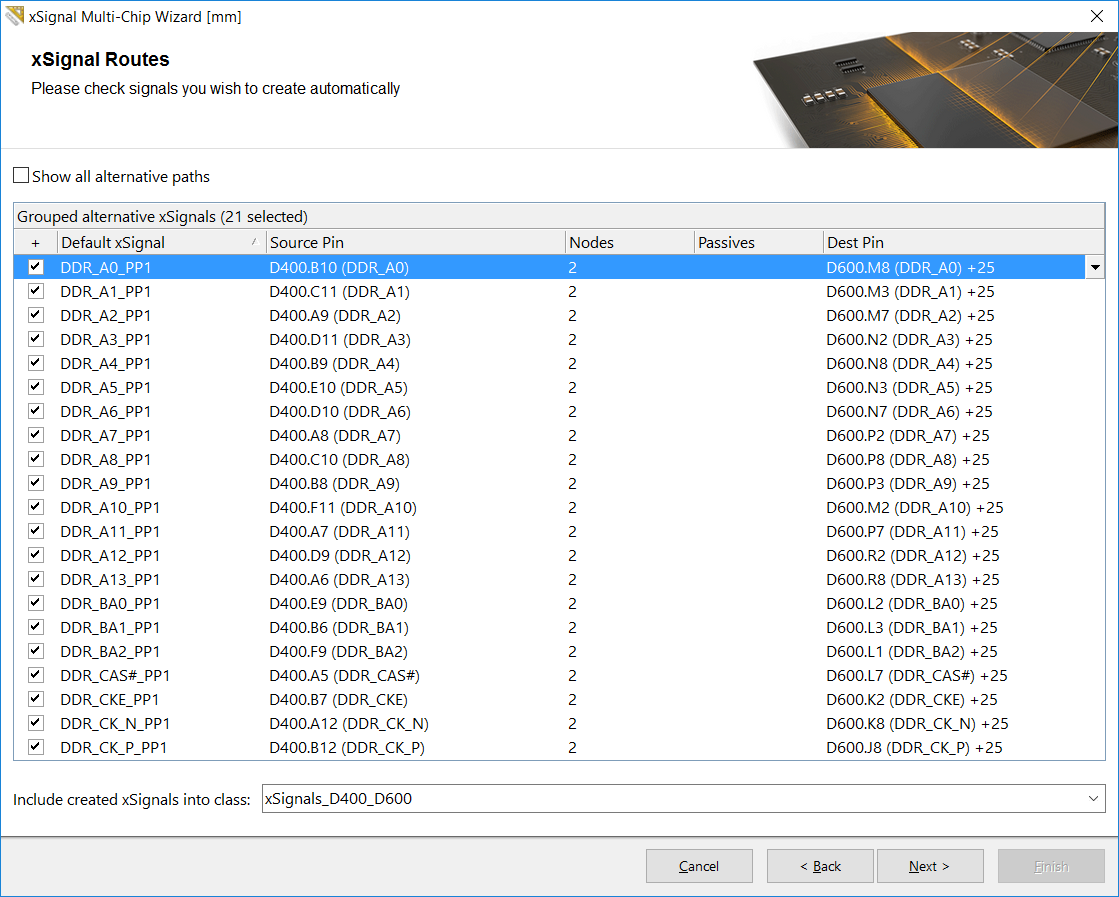 xSignal Multi-Chip Wizard [mm]
xSignal Routes
Please check signals you wish to create automatically
Show all alternative paths
Grouped alternative xSignals (21 selected)
+ Default xSignal Source Pin Nodes Passives Dest Pin
DDR_A0_PP1 D400.B10 (DDR_A0) 2 D600.M8 (DDR_A0) +25
DDR_A1_PP1 D400.C11 (DDR_A1) 2 D600.M3 (DDR_A1) +25
DDR_A2_PP1 D400.A9 (DDR_A2) 2 D600.M7 (DDR_A2) +25
DDR_A3_PP1 D400.D11 (DDR_A3) 2 D600.N2 (DDR_A3) +25
DDR_A4_PP1 D400.B9 (DDR_A4) 2 D600.N8 (DDR_A4) +25
DDR_A5_PP1 D400.E10 (DDR_A5) 2 D600.N3 (DDR_A5) +25
DDR_A6_PP1 D400.D10 (DDR_A6) 2 D600.N7 (DDR_A6) +25
DDR_A7_PP1 D400.A8 (DDR_A7) 2 D600.P2 (DDR_A7) +25
DDR_A8_PP1 D400.C10 (DDR_A8) 2 D600.P8 (DDR_A8) +25
DDR_A9_PP1 D400.B8 (DDR_A9) 2 D600.P3 (DDR_A9) +25
DDR_A10_PP1 D400.F11 (DDR_A10) 2 D600.M2 (DDR_A10) +25
DDR_A11_PP1 D400.A7 (DDR_A11) 2 D600.P7 (DDR_A11) +25
DDR_A12_PP1 D400.D9 (DDR_A12) 2 D600.R2 (DDR_A12) +25
DDR_A13_PP1 D400.A6 (DDR_A13) 2 D600.R8 (DDR_A13) +25
DDR_BA0_PP1 D400.E9 (DDR_BA0) 2 D600.L2 (DDR_BA0) +25
DDR_BA1_PP1 D400.B6 (DDR_BA1) 2 D600.L3 (DDR_BA1) +25
DDR_BA2_PP1 D400.F9 (DDR_BA2) 2 D600.L1 (DDR_BA2) +25
DDR_CAS#_PP1 D400.A5 (DDR_CAS#) 2 D600.L7 (DDR_CAS#) +25
DDR_CKE_PP1 D400.B7 (DDR_CKE) 2 D600.K2 (DDR_CKE) +25
DDR_CK_N_PP1 D400.A12 (DDR_CK_N) 2 D600.K8 (DDR_CK_N) +25
DDR_CK_P_PP1 D400.B12 (DDR_CK_P) 2 D600.J8 (DDR_CK_P) +25
Include created xSignals into class: xSignals_D400_D600
Cancel < Back Next > Finish